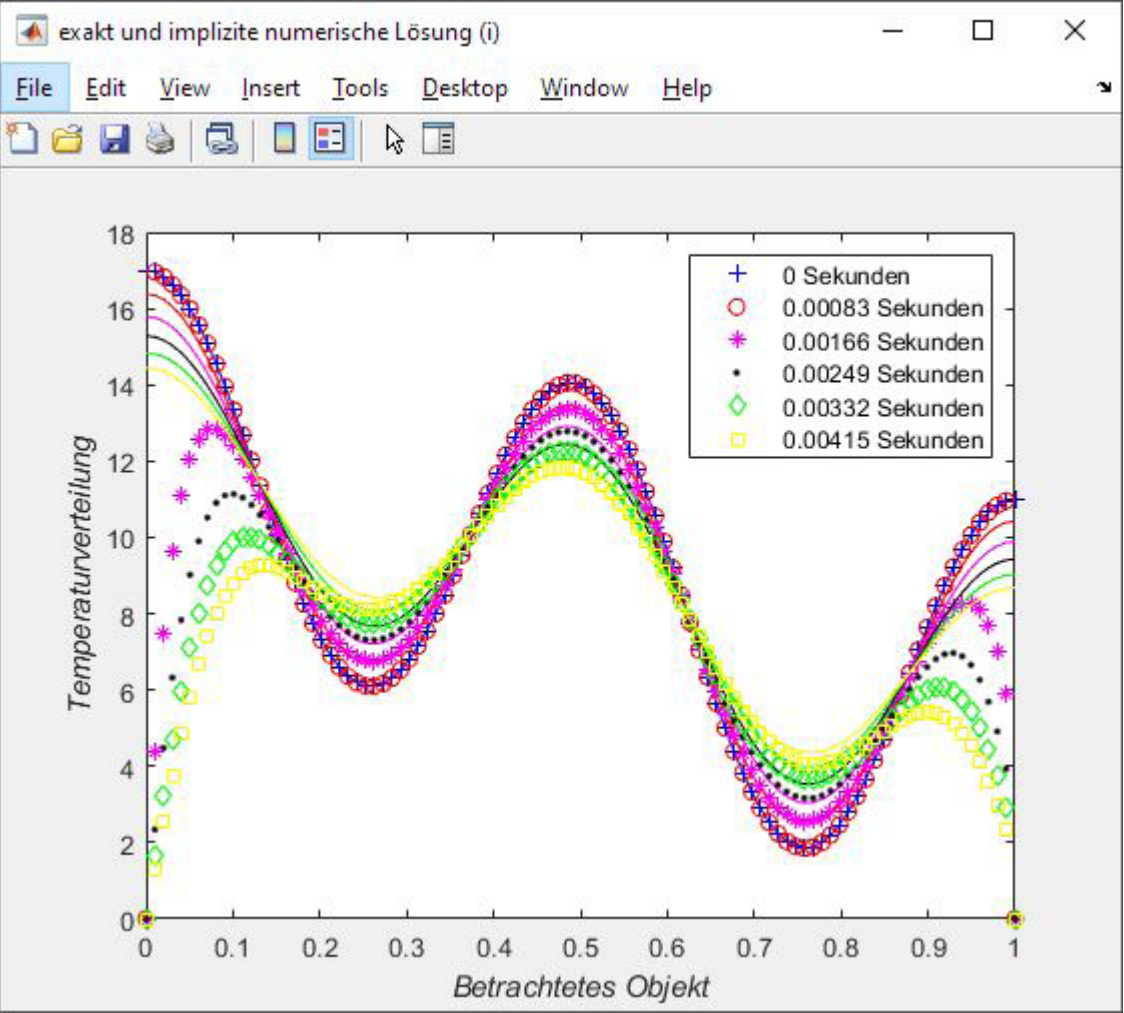 exakt und implizite numerische Lösung (i)
File Edit View Insert Tools Desktop Window Help
18
16
14
12
10
8
6
4
2
0
Temperaturverteilung
0 Sekunden
0.00083 Sekunden
0.00166 Sekunden
0.00249 Sekunden
0.00332 Sekunden
0.00415 Sekunden
0 0.1 0.2 0.3 0.4 0.5 0.6 0.7 0.8 0.9 1
Betrachtetes Objekt